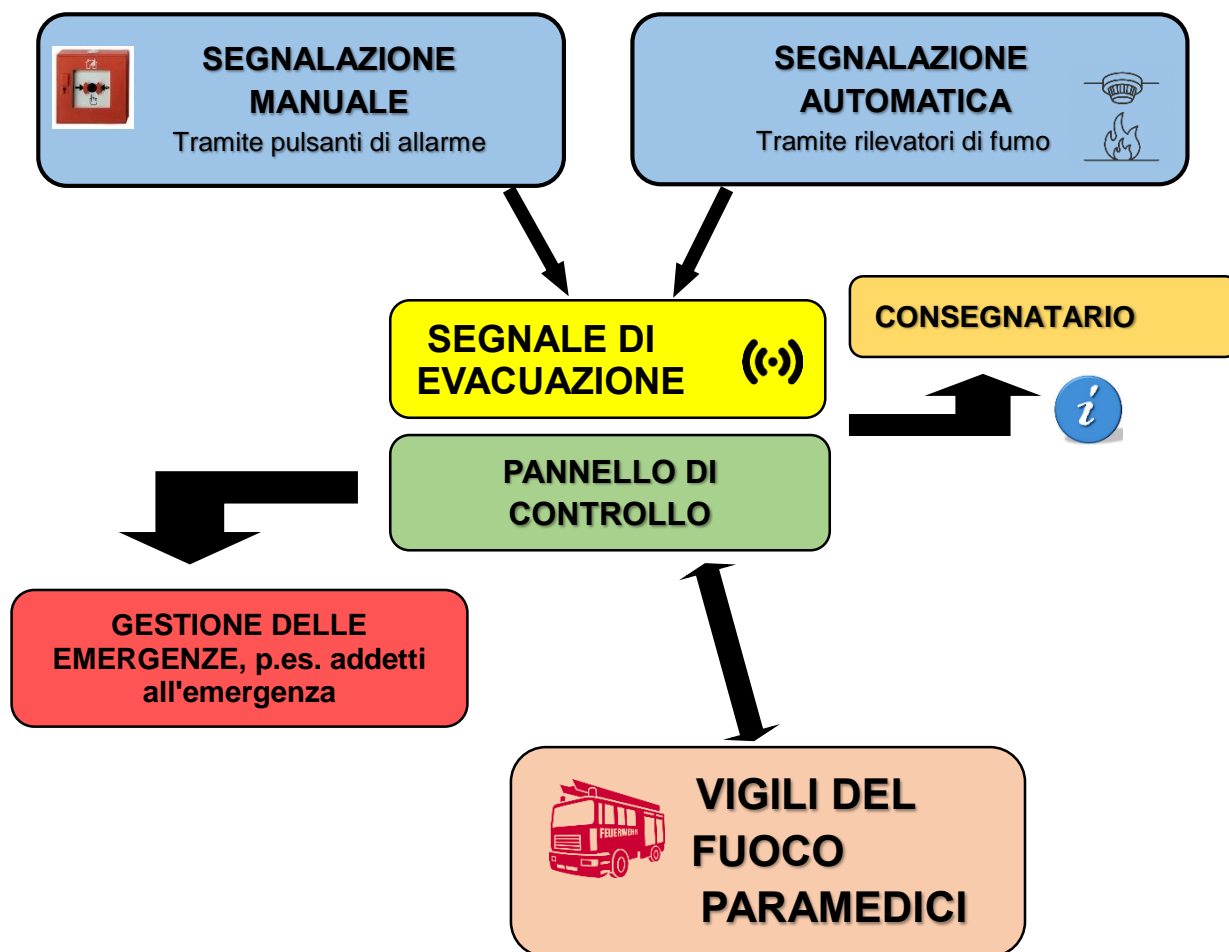 SEGNALAZIONE
MANUALE
Tramite pulsanti di allarme
SEGNALAZIONE
AUTOMATICA
Tramite rilevatori di fumo
SEGNALE DI
EVACUAZIONE
CONSEGNATARIO
i
PANNELLO DI
CONTROLLO
GESTIONE DELLE
EMERGENZE, p.es. addetti
all'emergenza
FEUERWEHR
VIGILI DEL
FUOCO
PARAMEDICI